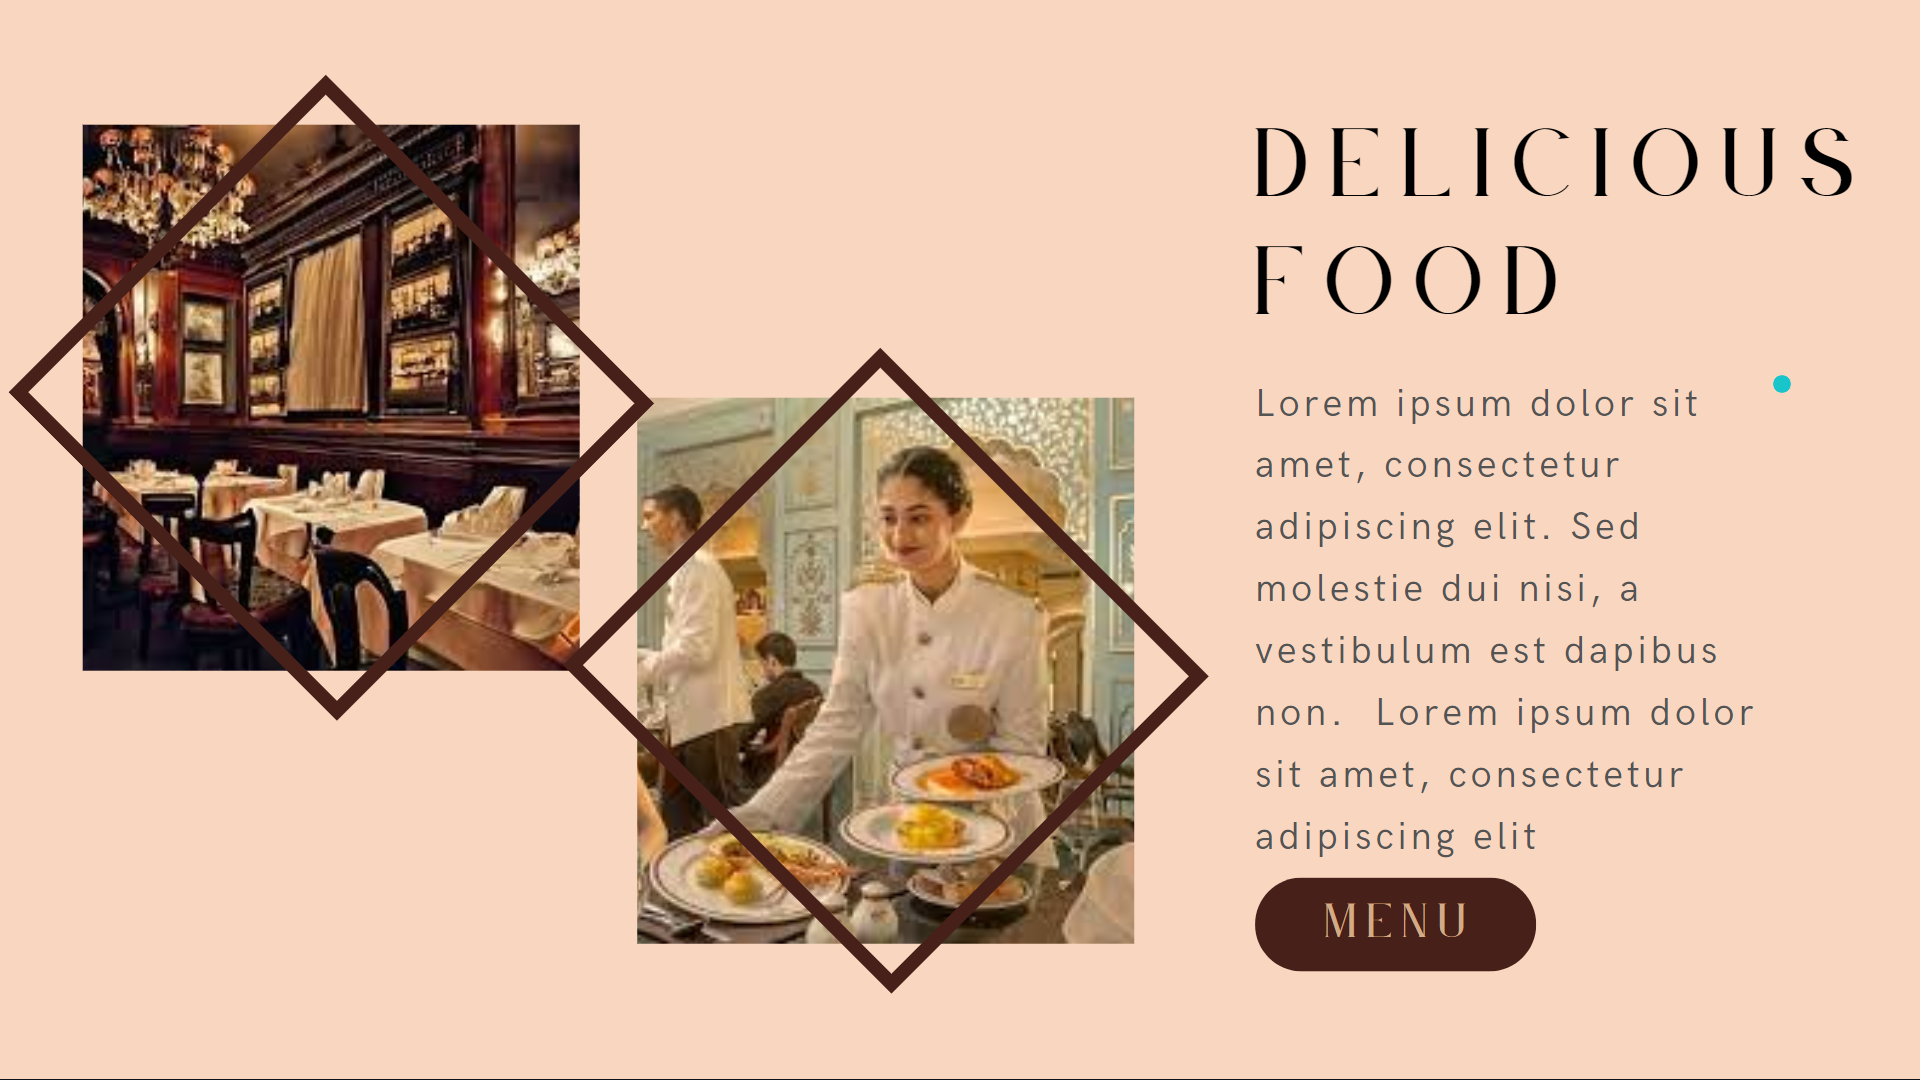 DELICIOUS
FOOD
Lorem ipsum dolor sit
amet, consectetur
adipiscing elit. Sed
molestie dui nisi, a
vestibulum est dapibus
non.  Lorem ipsum dolor
sit amet, consectetur
adipiscing elit
MENU